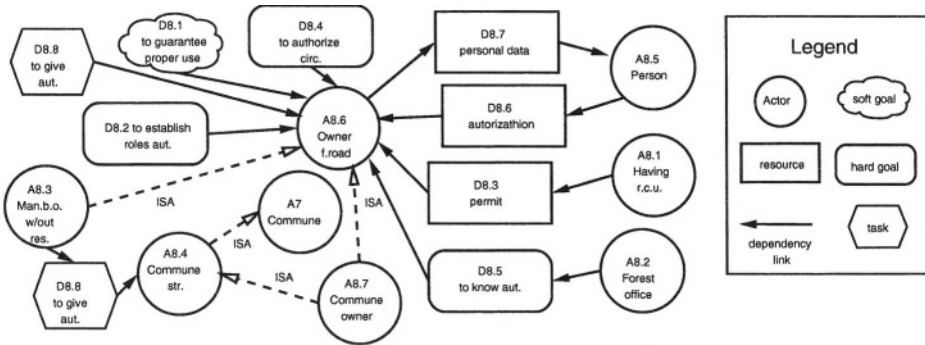 D8.8
to give
aut.
D8.1
to guarantee
proper use
D8.4
to authorize
circ.
D8.7
personal data
A8.5
Person
D8.2 to establish
roles aut.
A8.6
Owner
f.road
D8.6
autorizathion
A8.3
Man.b.o.
w/out
res.
ISA
A7
Commune
ISA
D8.3
permit
A8.1
Having
r.c.u.
D8.8
to give
aut.
A8.4
Commune
str.
ISA
ISA
A8.7
Commune
owner
D8.5
to know aut.
A8.2
Forest
office
Legend
Actor
soft goal
resource
hard goal
dependency
link
task